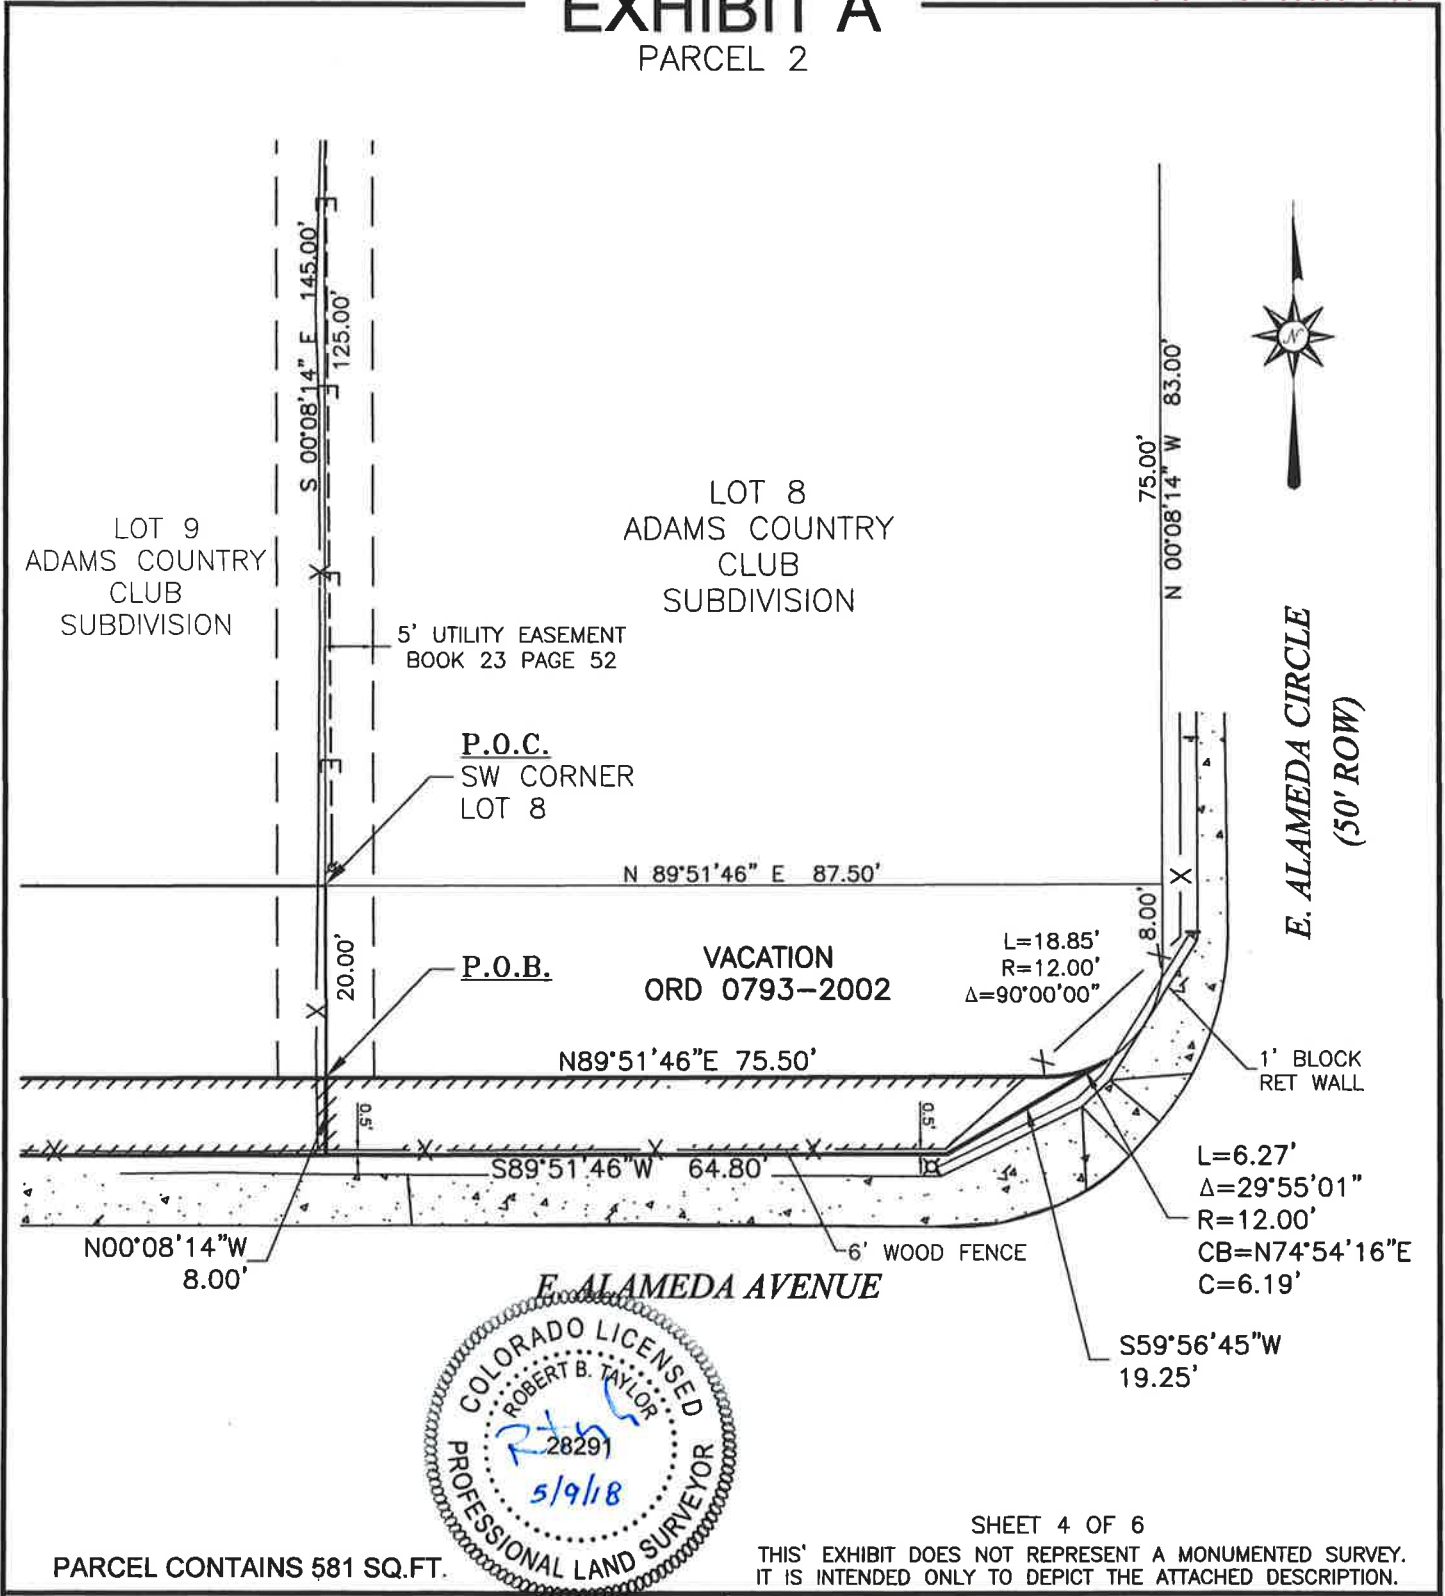 EXHIBIT A
PARCEL 2
S 00°08'14" E 145.00'
125.00'
75.00'
N 00°08'14" W 83.00'
N
LOT 9
ADAMS COUNTRY
CLUB
SUBDIVISION
LOT 8
ADAMS COUNTRY
CLUB
SUBDIVISION
5' UTILITY EASEMENT
BOOK 23 PAGE 52
E. ALAMEDA CIRCLE
(50' ROW)
P.O.C.
SW CORNER
LOT 8
N 89°51'46" E 87.50'
20.00'
P.O.B.
VACATION
ORD 0793-2002
L=18.85'
R=12.00'
Δ=90°00'00"
8.00'
N89°51'46"E 75.50'
1' BLOCK
RET WALL
0.5'
0.5'
S89°51'46"W 64.80'
L=6.27'
Δ=29°55'01"
R=12.00'
CB=N74°54'16"E
C=6.19'
N00°08'14"W
8.00'
6' WOOD FENCE
E. ALAMEDA AVENUE
S59°56'45"W
19.25'
COLORADO LICENSED
ROBERT B. TAYLOR
28291
5/9/18
PROFESSIONAL LAND SURVEYOR
SHEET 4 OF 6
PARCEL CONTAINS 581 SQ.FT.
THIS' EXHIBIT DOES NOT REPRESENT A MONUMENTED SURVEY.
IT IS INTENDED ONLY TO DEPICT THE ATTACHED DESCRIPTION.